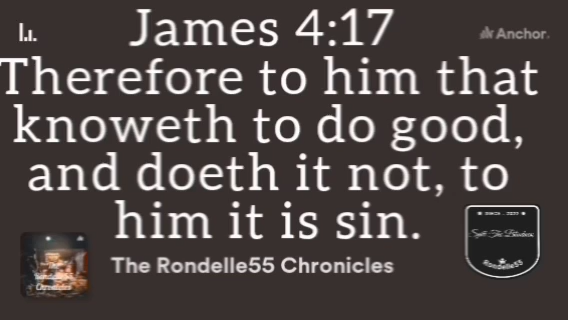 James 4:17
Anchor.
Therefore to him that
knoweth to do good,
and doeth it not, to
him it is sin.
The Rondelle55 Chronicles
Rondelle55